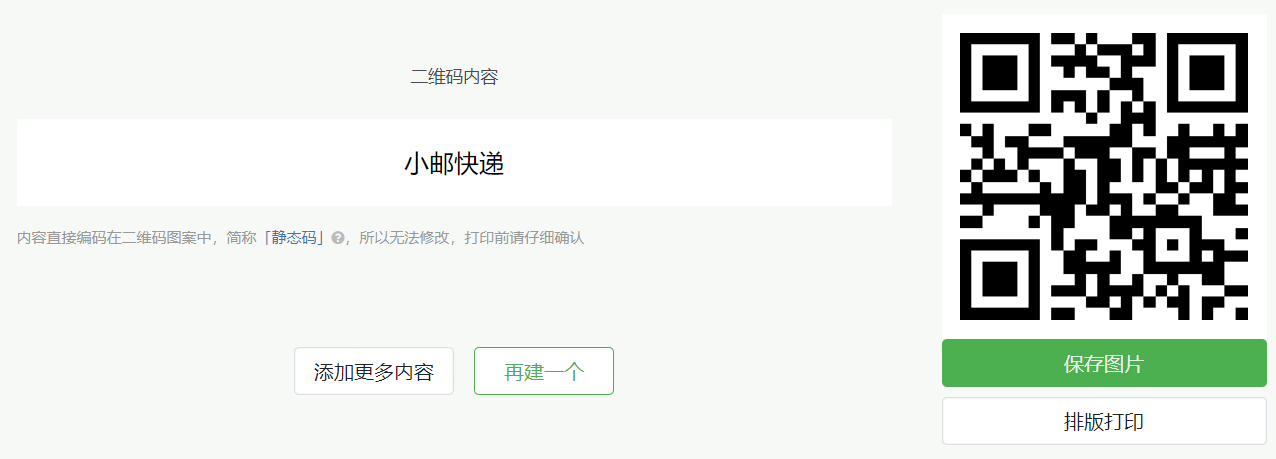 二维码内容
小邮快递
内容直接编码在二维码图案中，简称「静态码」?，所以无法修改，打印前请仔细确认
添加更多内容
再建一个
保存图片
排版打印